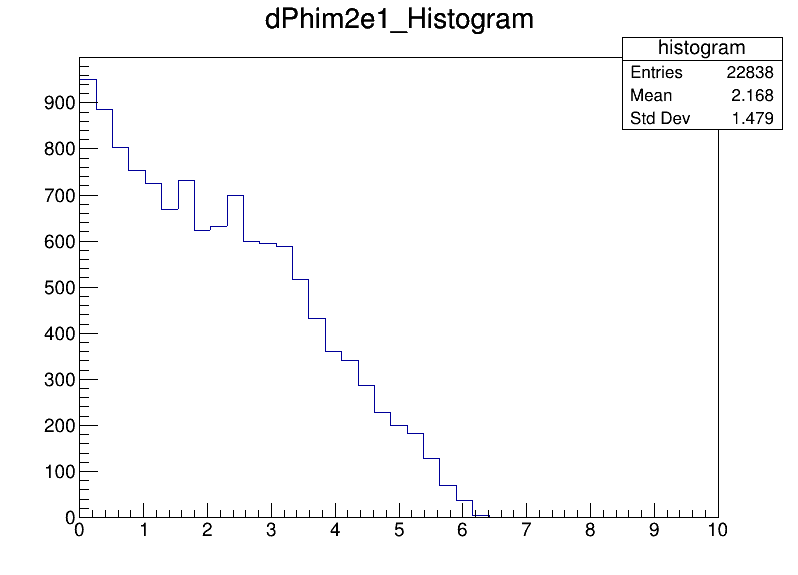 dPhim2e1_Histogram
histogram
Entries 22838
Mean 2.168
Std Dev 1.479
900
800
700
600
500
400
300
200
100
0
0 1 2 3 4 5 6 7 8 9 10